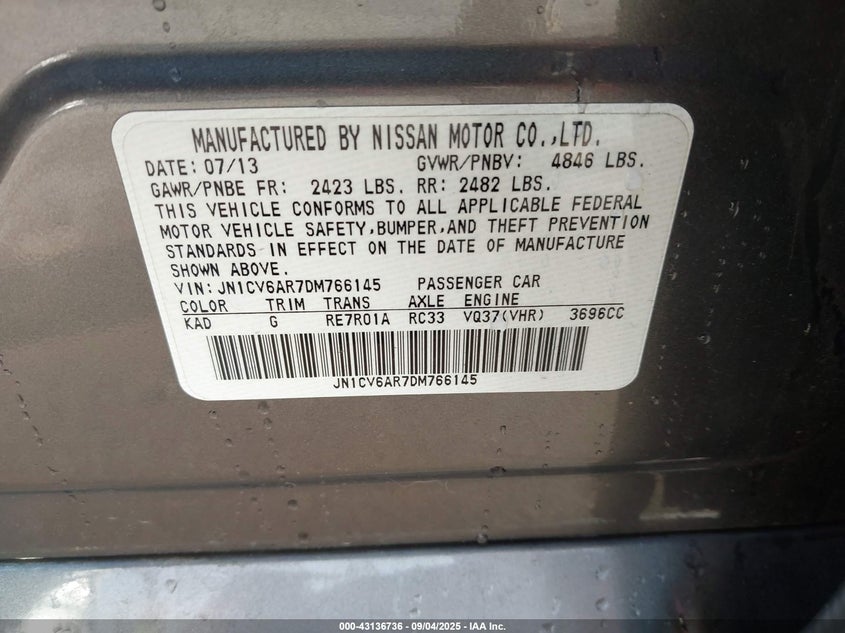 MANUFACTURED BY NISSAN MOTOR CO.,LTD.
DATE: 07/13 GVWR/PNBV: 4846 LBS.
GAWR/PNBE FR: 2423 LBS. RR: 2482 LBS.
THIS VEHICLE CONFORMS TO ALL APPLICABLE FEDERAL
MOTOR VEHICLE SAFETY,BUMPER,AND THEFT PREVENTION
STANDARDS IN EFFECT ON THE DATE OF MANUFACTURE
SHOWN ABOVE.
VIN: JN1CV6AR7DM766145 PASSENGER CAR
COLOR TRIM TRANS AXLE ENGINE
KAD G RE7R01A RC33 VQ37(VHR) 3696CC
JN1CV6AR7DM766145
000-43136736 - 09/04/2025 - IAA Inc.